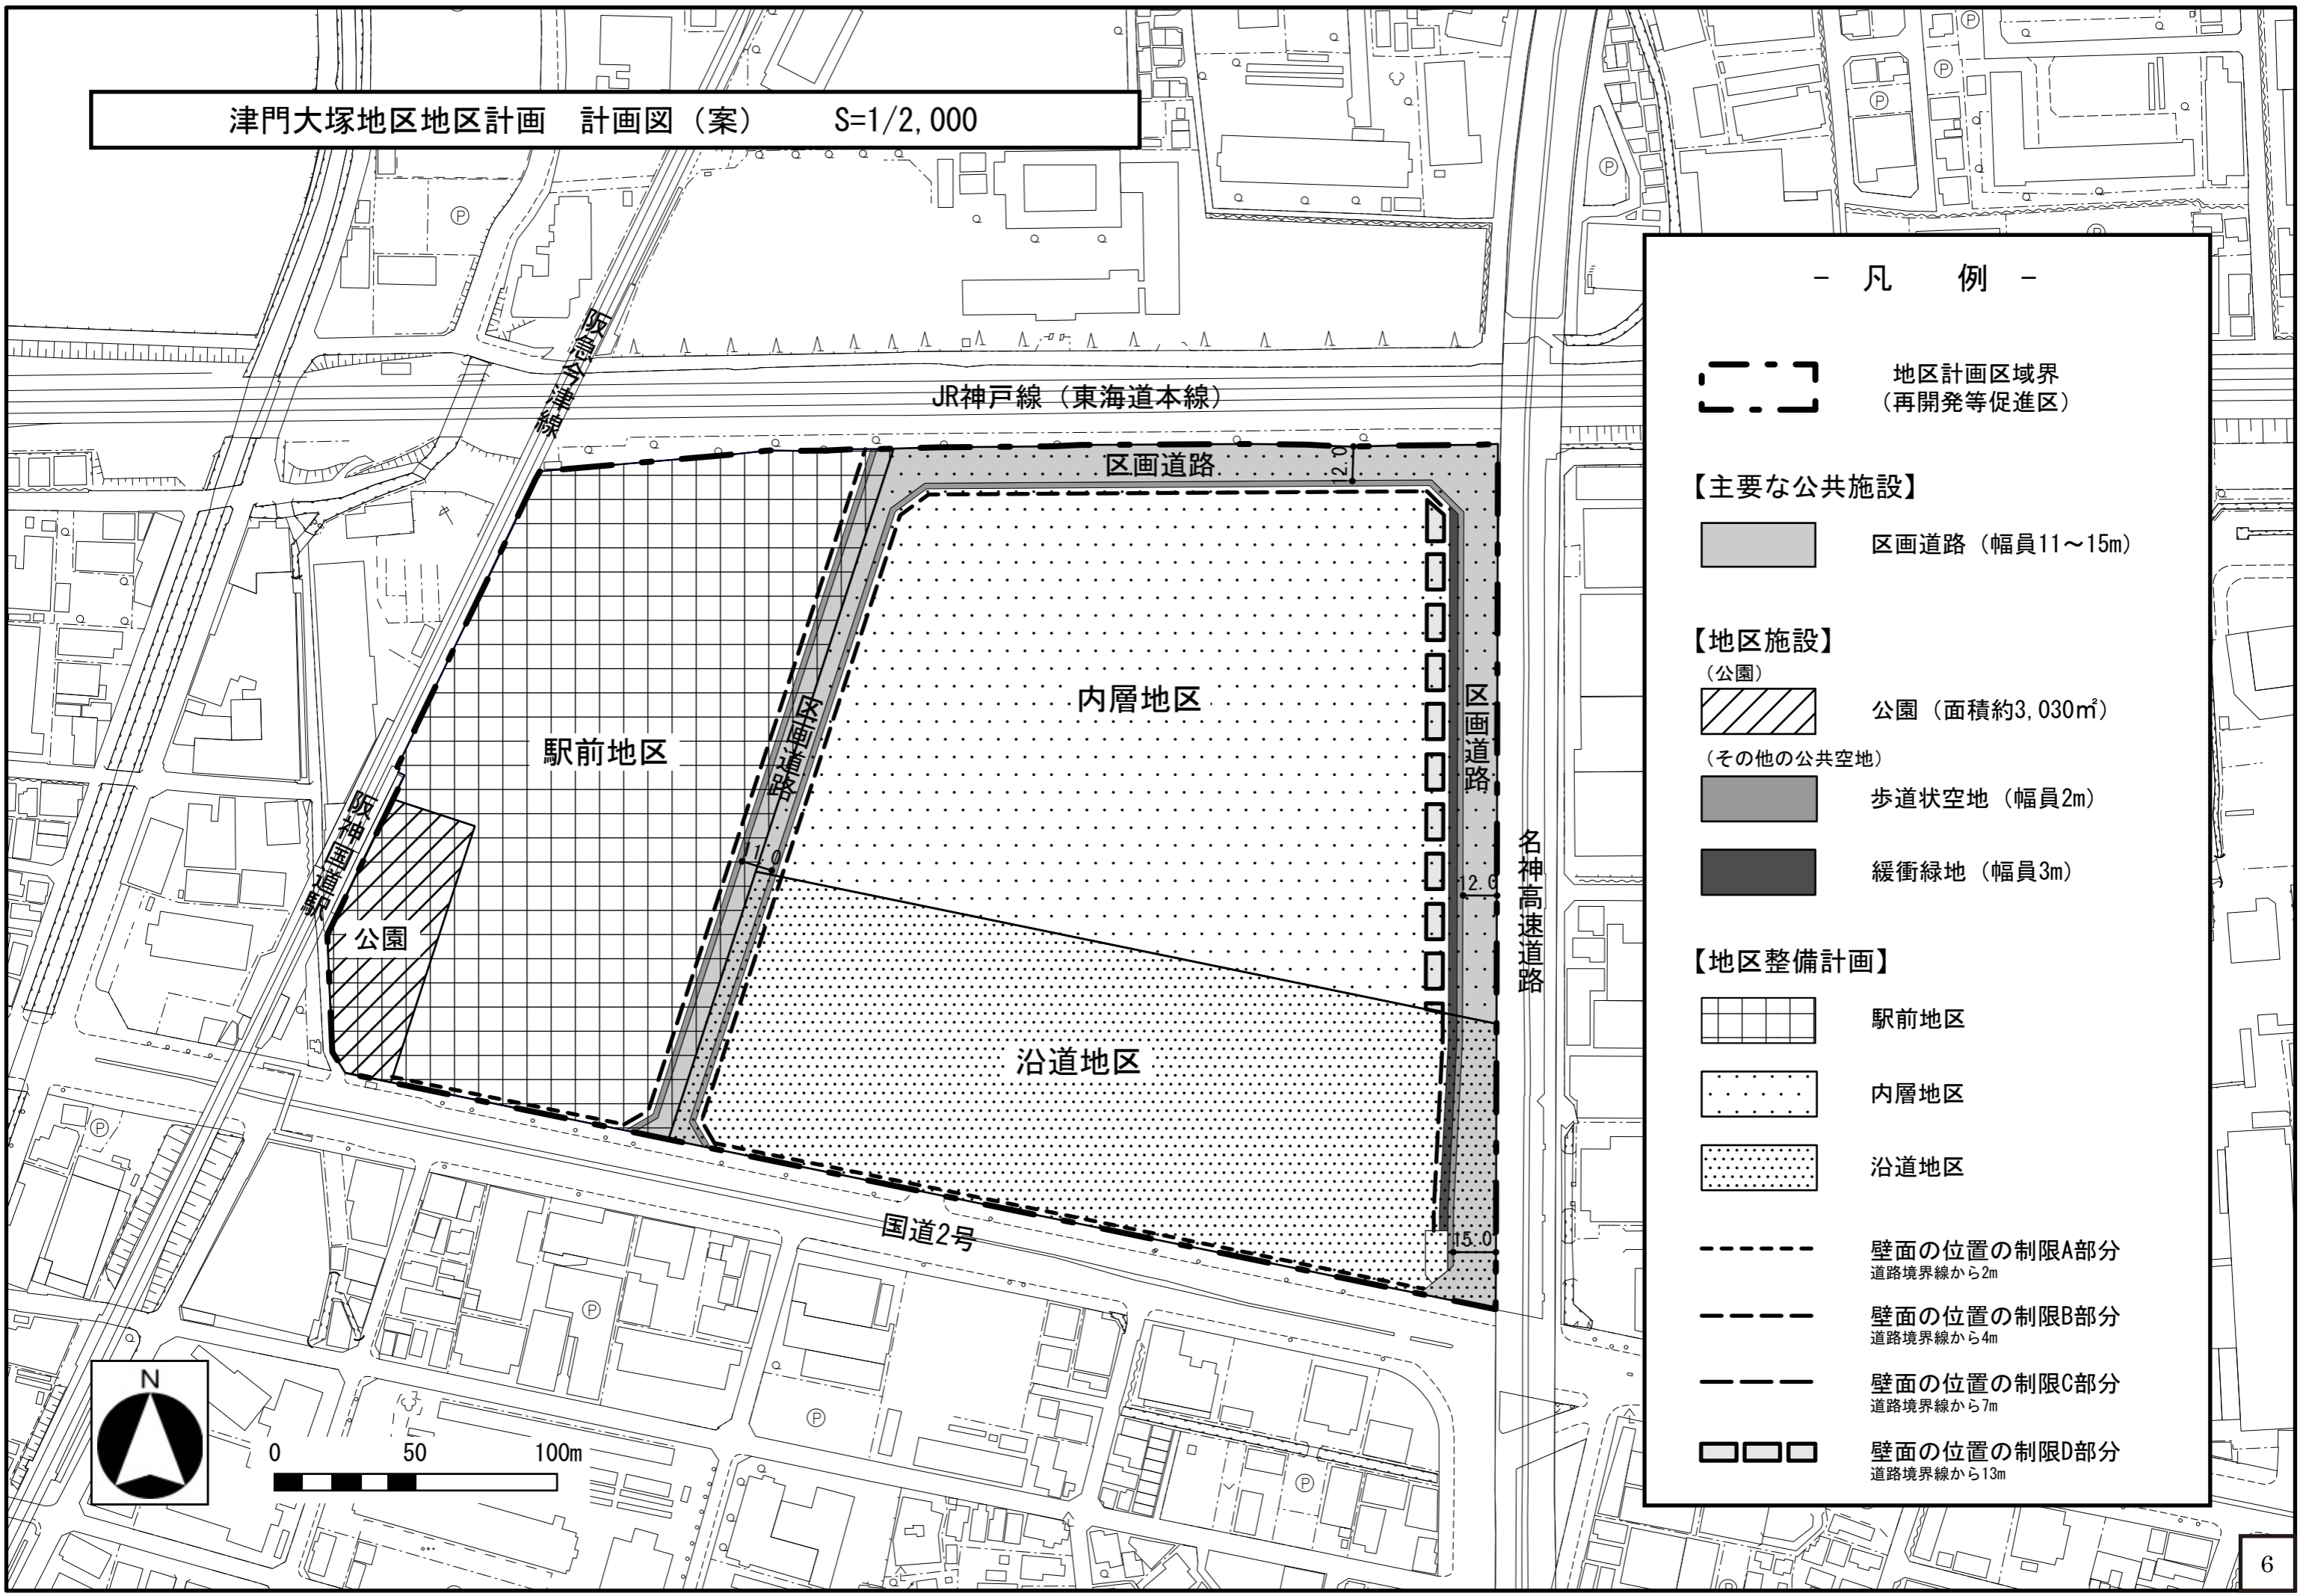 津門大塚地区地区計画　計画図（案）　　S=1/2,000
阪急今津線
JR神戸線（東海道本線）
区画道路
12.0
内層地区
駅前地区
区画道路
区画道路
阪神国道駅
11.0
12.0
名神高速道路
公園
沿道地区
国道2号
15.0
N
0 50 100m
- 凡　例 -
地区計画区域界
（再開発等促進区）
【主要な公共施設】
区画道路（幅員11～15m）
【地区施設】
（公園）
公園（面積約3,030㎡）
（その他の公共空地）
歩道状空地（幅員2m）
緩衝緑地（幅員3m）
【地区整備計画】
駅前地区
内層地区
沿道地区
壁面の位置の制限A部分
道路境界線から2m
壁面の位置の制限B部分
道路境界線から4m
壁面の位置の制限C部分
道路境界線から7m
壁面の位置の制限D部分
道路境界線から13m
6